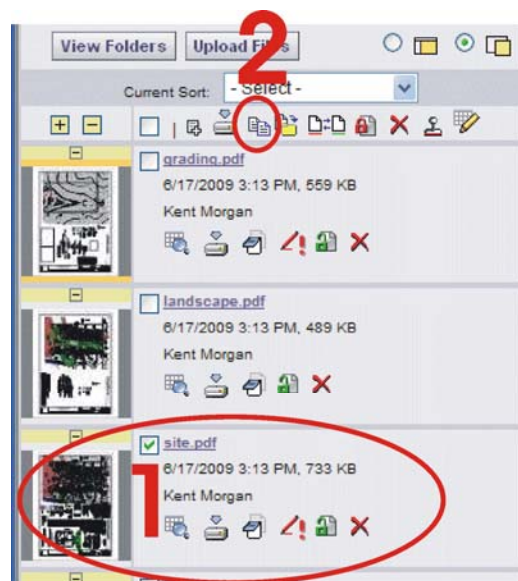 2
View Folders Upload Files
Current Sort: - Select -
grading.pdf
6/17/2009 3:13 PM, 559 KB
Kent Morgan
landscape.pdf
6/17/2009 3:13 PM, 489 KB
Kent Morgan
site.pdf
6/17/2009 3:13 PM, 733 KB
1
Kent Morgan